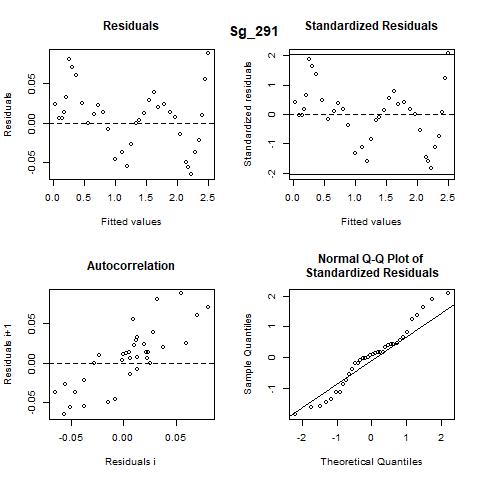 Sg_291
Residuals
Residuals
-0.05 0.00 0.05
0.0 0.5 1.0 1.5 2.0 2.5
Fitted values
Standardized Residuals
Standardized residuals
-2 -1 0 1 2
0.0 0.5 1.0 1.5 2.0 2.5
Fitted values
Autocorrelation
Residuals i+1
-0.05 0.00 0.05
-0.05 0.00 0.05
Residuals i
Normal Q-Q Plot of
Standardized Residuals
Sample Quantiles
-1 0 1 2
-2 -1 0 1 2
Theoretical Quantiles